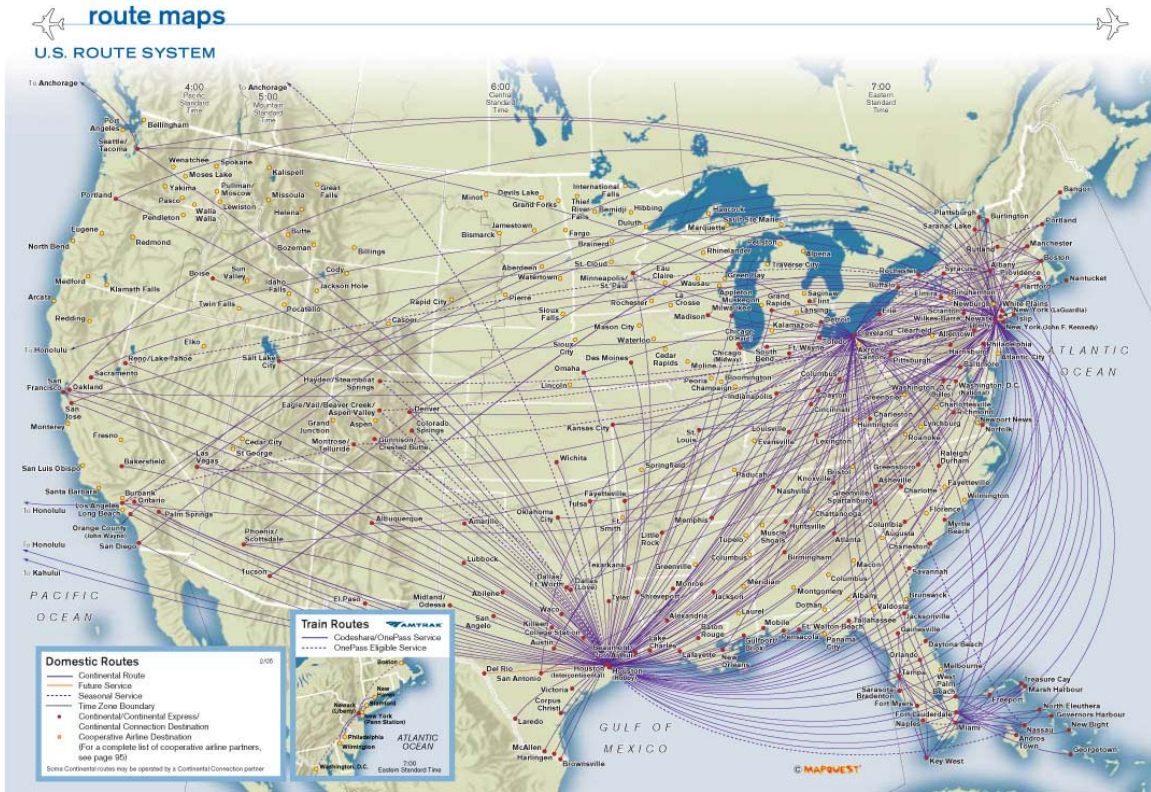 route maps
U.S. ROUTE SYSTEM
To Anchorage
To Anchorage
4:00
Pacific
Standard
Time
5:00
Mountain
Standard
Time
6:00
Central
Standard
Time
7:00
Eastern
Standard
Time
Port
Angeles
Bellingham
Seattle/
Tacoma
Wenatchee
Spokane
Kalispell
Moses Lake
Yakima
Pullman/
Moscow
Missoula
Great
Falls
Portland
Pasco
Lewiston
Walla
Walla
Helena
Pendleton
Butte
Eugene
North Bend
Redmond
Bozeman
Billings
Boise
Sun
Valley
Cody
Idaho
Falls
Jackson Hole
Medford
Klamath Falls
Twin Falls
Pocatello
Arcata
Redding
Casper
Rapid City
Elko
To Honolulu
Reno/Lake Tahoe
Salt Lake
City
Sacramento
San
Francisco
Oakland
San
Jose
Monterey
Fresno
Hayden/Steamboat
Springs
Eagle/Vail/Beaver Creek/
Aspen Valley
Denver
Grand
Junction
Aspen
Colorado
Springs
Montrose/
Telluride
Gunnison/
Crested Butte
Cedar City
St George
Las
Vegas
San Luis Obispo
Bakersfield
Santa Barbara
Burbank
Ontario
Los Angeles
Long Beach
To Honolulu
Palm Springs
Orange County
(John Wayne)
San Diego
To Honolulu
To Kahului
Phoenix/
Scottsdale
Tucson
Albuquerque
El Paso
PACIFIC
OCEAN
Minot
Devils Lake
Grand Forks
International
Falls
Thief
River
Falls
Bemidji
Hibbing
Duluth
Jamestown
Bismarck
Fargo
Brainerd
Aberdeen
St. Cloud
Watertown
Minneapolis/
St. Paul
Eau
Claire
Pierre
Rochester
La
Crosse
Sioux
Falls
Mason City
Sioux
City
Waterloo
Des Moines
Omaha
Cedar
Rapids
Moline
Lincoln
Peoria
Champaign
Bloomington
Indianapolis
Kansas City
St.
Louis
Wichita
Springfield
Hancock
Sault Ste Marie
Marquette
Pellston
Alpena
Rhinelander
Traverse City
Wausau
Green Bay
Appleton
Muskegon
Milwaukee
Grand
Rapids
Saginaw
Flint
Lansing
Madison
Kalamazoo
Detroit
Chicago
(O'Hare)
Chicago
(Midway)
South
Bend
Ft. Wayne
Toledo
Cleveland
Akron
Canton
Erie
Pittsburgh
Columbus
Dayton
Cincinnati
Louisville
Evansville
Lexington
Charleston
Huntington
Greenbrier
Paducah
Plattsburgh
Saranac Lake
Burlington
Bangor
Portland
Rutland
Manchester
Albany
Boston
Rochester
Syracuse
Providence
Buffalo
Hartford
Nantucket
Elmira
Binghamton
Newburgh
White Plains
Scranton
Wilkes-Barre
Newark
(Liberty)
New York (LaGuardia)
Islip
New York (John F. Kennedy)
Clearfield
Allentown
Philadelphia
Harrisburg
Atlantic City
Baltimore
Washington, D.C.
(Dulles)
Washington, D.C.
(National)
Charlottesville
Richmond
Lynchburg
Newport News
Norfolk
Roanoke
ATLANTIC
OCEAN
Bristol
Raleigh/
Durham
Greensboro
Knoxville
Asheville
Nashville
Greenville/
Spartanburg
Charlotte
Fayetteville
Wilmington
Chattanooga
Florence
Fayetteville
Tulsa
Memphis
Ft.
Smith
Huntsville
Columbia
Myrtle
Beach
Muscle
Shoals
Atlanta
Augusta
Oklahoma
City
Amarillo
Little
Rock
Tupelo
Charleston
Columbus
Birmingham
Macon
Savannah
Lubbock
Texarkana
Greenville
Columbus
Dallas/
Ft. Worth
Dallas
(Love)
Monroe
Meridian
Montgomery
Albany
Brunswick
Abilene
Tyler
Shreveport
Jackson
Dothan
Valdosta
Midland/
Odessa
Waco
Alexandria
Laurel
Jacksonville
San
Angelo
Killeen
College Station
Baton
Rouge
Mobile
Ft. Walton Beach
Tallahassee
Gainesville
Austin
Beaumont/
Port Arthur
Lake
Charles
Lafayette
Gulfport/
Biloxi
Pensacola
Panama
City
Daytona Beach
New
Orleans
Orlando
Del Rio
Houston
(Intercontinental)
Houston
(Hobby)
San Antonio
Melbourne
Tampa
Victoria
West
Palm
Beach
Treasure Cay
Marsh Harbour
Corpus
Christi
Sarasota
Bradenton
Fort Myers
Freeport
North Eleuthera
Laredo
Fort Lauderdale
Naples
Miami
Governors Harbour
Nassau
New Bight
Andros
Town
McAllen
Harlingen
Brownsville
Key West
Georgetown
GULF OF
MEXICO
© MAPQUEST
Domestic Routes
2/05
Continental Route
Future Service
Seasonal Service
Time Zone Boundary
Continental/Continental Express/
Continental Connection Destination
Cooperative Airline Destination
(For a complete list of cooperative airline partners,
see page 95)
Some Continental routes may be operated by a Continental Connection partner
Train Routes
AMTRAK
Codeshare/OnePass Service
OnePass Eligible Service
Boston
New
Haven
Stamford
Newark
(Liberty)
New York
(Penn Station)
Philadelphia
Wilmington
Washington, D.C.
ATLANTIC
OCEAN
7:00
Eastern Standard Time